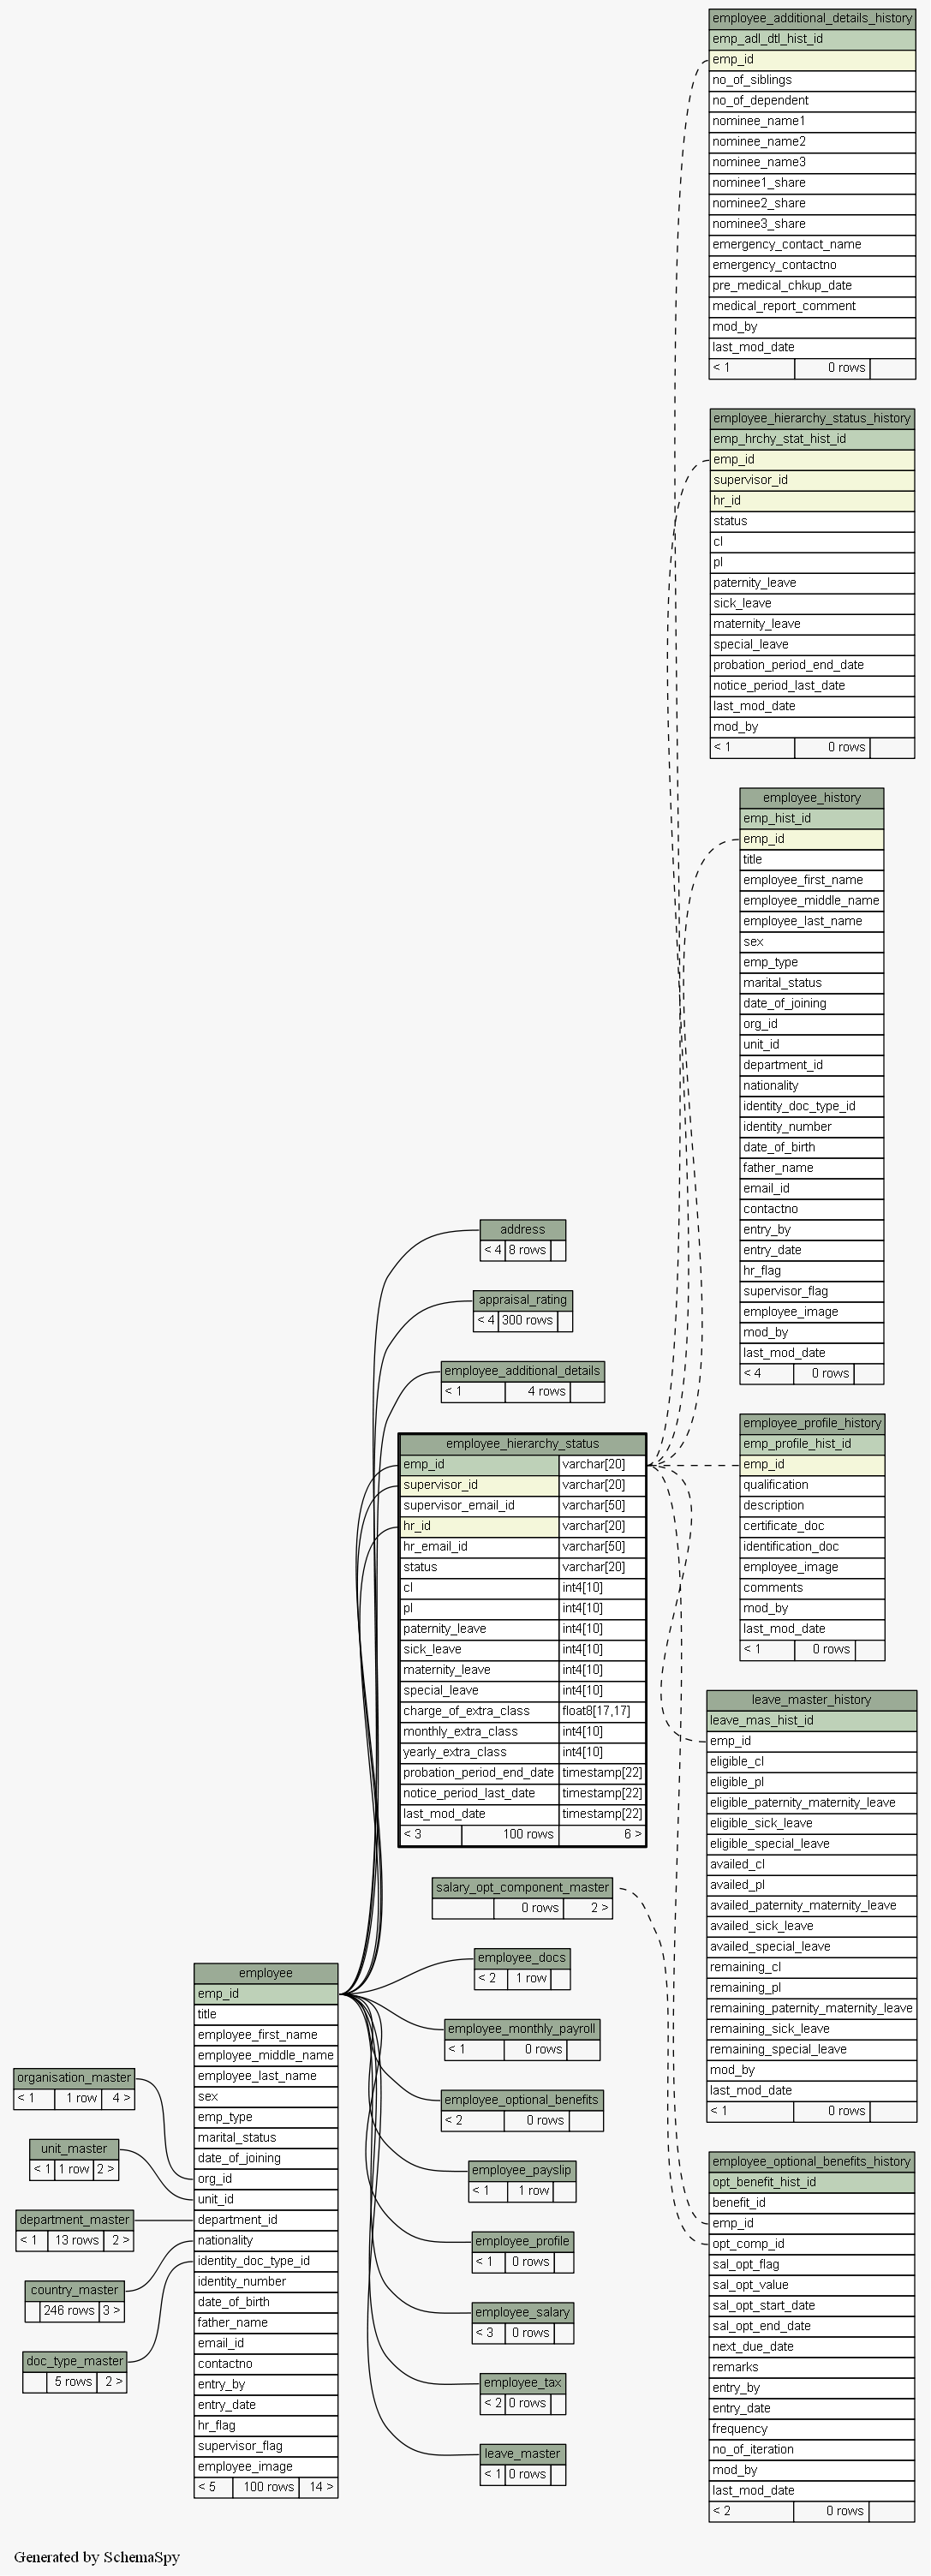 employee_additional_details_history
emp_adl_dtl_hist_id
emp_id
no_of_siblings
no_of_dependent
nominee_name1
nominee_name2
nominee_name3
nominee1_share
nominee2_share
nominee3_share
emergency_contact_name
emergency_contactno
pre_medical_chkup_date
medical_report_comment
mod_by
last_mod_date
< 1 0 rows
employee_hierarchy_status_history
emp_hrchy_stat_hist_id
emp_id
supervisor_id
hr_id
status
cl
pl
paternity_leave
sick_leave
maternity_leave
special_leave
probation_period_end_date
notice_period_last_date
last_mod_date
mod_by
< 1 0 rows
employee_history
emp_hist_id
emp_id
title
employee_first_name
employee_middle_name
employee_last_name
sex
emp_type
marital_status
date_of_joining
org_id
unit_id
department_id
nationality
identity_doc_type_id
identity_number
date_of_birth
father_name
email_id
contactno
entry_by
entry_date
hr_flag
supervisor_flag
employee_image
mod_by
last_mod_date
< 4 0 rows
address
< 4 8 rows
appraisal_rating
< 4 300 rows
employee_additional_details
< 1 4 rows
employee_hierarchy_status
emp_id varchar[20]
supervisor_id varchar[20]
supervisor_email_id varchar[50]
hr_id varchar[20]
hr_email_id varchar[50]
status varchar[20]
cl int4[10]
pl int4[10]
paternity_leave int4[10]
sick_leave int4[10]
maternity_leave int4[10]
special_leave int4[10]
charge_of_extra_class float8[17,17]
monthly_extra_class int4[10]
yearly_extra_class int4[10]
probation_period_end_date timestamp[22]
notice_period_last_date timestamp[22]
last_mod_date timestamp[22]
< 3 100 rows 6 >
employee_profile_history
emp_profile_hist_id
emp_id
qualification
description
certificate_doc
identification_doc
employee_image
comments
mod_by
last_mod_date
< 1 0 rows
leave_master_history
leave_mas_hist_id
emp_id
eligible_cl
eligible_pl
eligible_paternity_maternity_leave
eligible_sick_leave
eligible_special_leave
availed_cl
availed_pl
availed_paternity_maternity_leave
availed_sick_leave
availed_special_leave
remaining_cl
remaining_pl
remaining_paternity_maternity_leave
remaining_sick_leave
remaining_special_leave
mod_by
last_mod_date
< 1 0 rows
salary_opt_component_master
0 rows 2 >
employee_docs
< 2 1 row
employee_monthly_payroll
< 1 0 rows
employee_optional_benefits
< 2 0 rows
employee_payslip
< 1 1 row
employee_profile
< 1 0 rows
employee_salary
< 3 0 rows
employee_tax
< 2 0 rows
leave_master
< 1 0 rows
employee
emp_id
title
employee_first_name
employee_middle_name
employee_last_name
sex
emp_type
marital_status
date_of_joining
org_id
unit_id
department_id
nationality
identity_doc_type_id
identity_number
date_of_birth
father_name
email_id
contactno
entry_by
entry_date
hr_flag
supervisor_flag
employee_image
< 5 100 rows 14 >
organisation_master
< 1 1 row 4 >
unit_master
< 1 1 row 2 >
department_master
< 1 13 rows 2 >
country_master
246 rows 3 >
doc_type_master
5 rows 2 >
employee_optional_benefits_history
opt_benefit_hist_id
benefit_id
emp_id
opt_comp_id
sal_opt_flag
sal_opt_value
sal_opt_start_date
sal_opt_end_date
next_due_date
remarks
entry_by
entry_date
frequency
no_of_iteration
mod_by
last_mod_date
< 2 0 rows
Generated by SchemaSpy